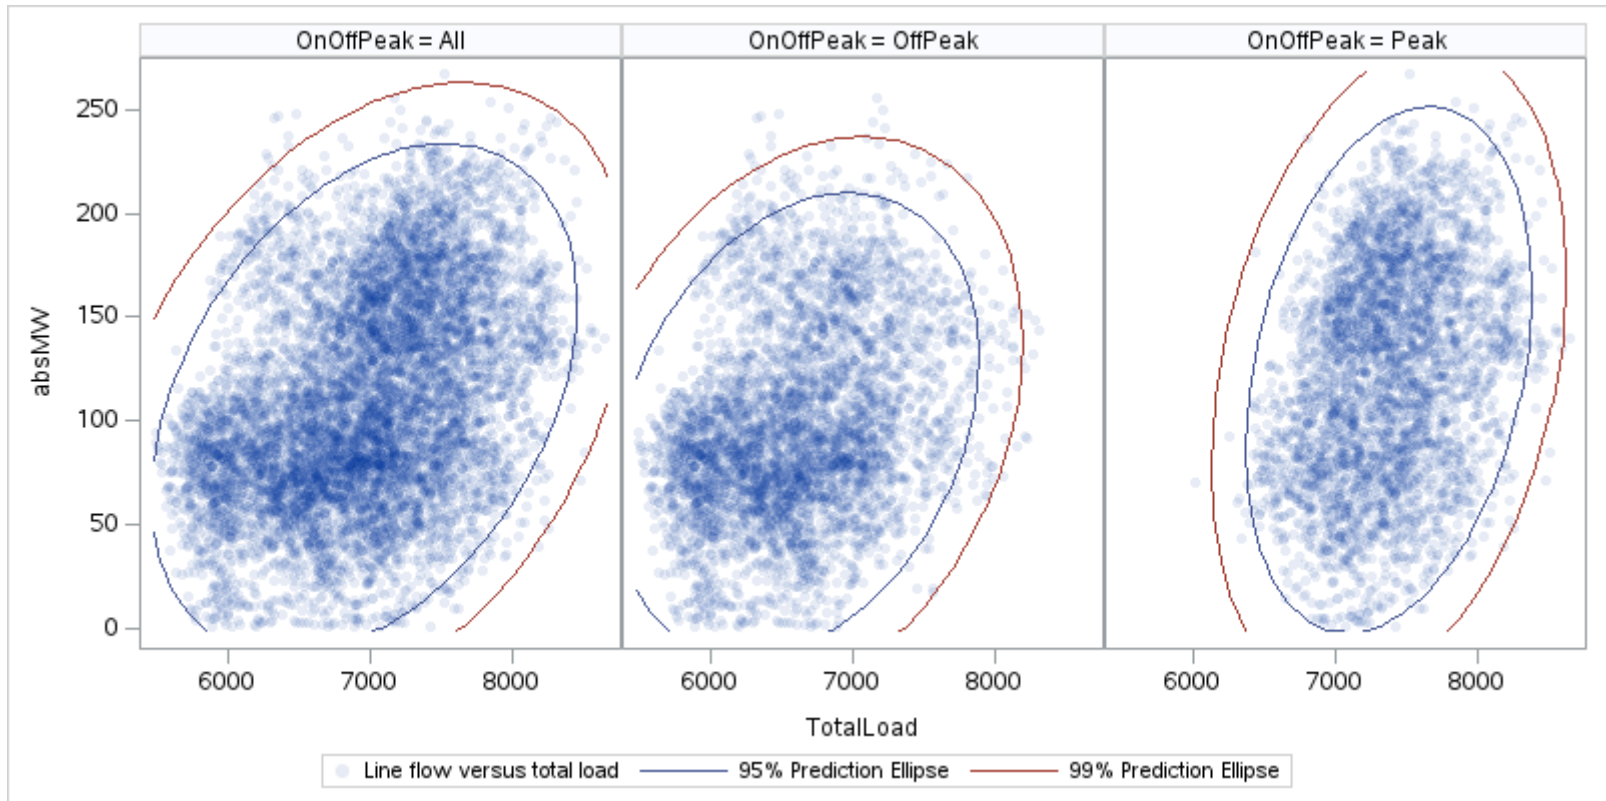 OnOffPeak = All OnOffPeak = OffPeak OnOffPeak = Peak
250
200
150
100
50
0
absMW
6000 7000 8000 6000 7000 8000 6000 7000 8000
TotalLoad
Line flow versus total load 95% Prediction Ellipse 99% Prediction Ellipse